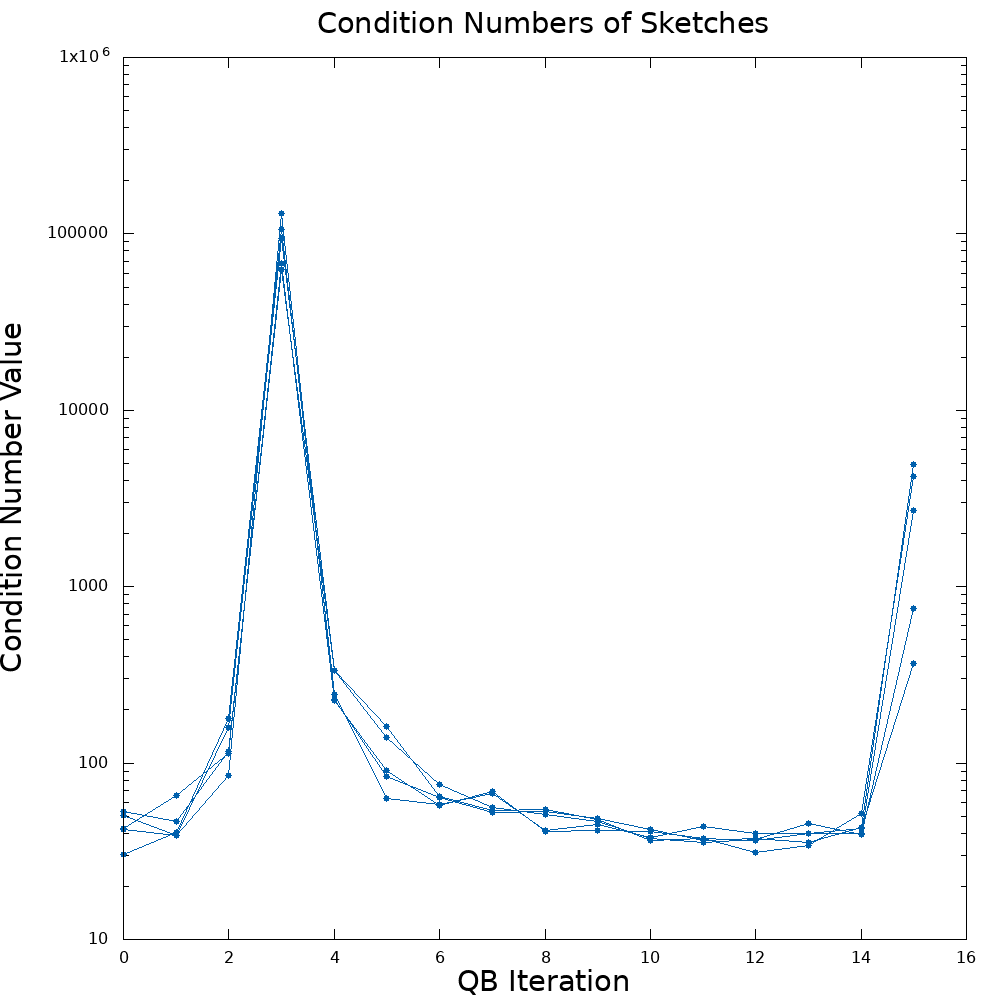 Condition Numbers of Sketches
1x10^6
100000
10000
1000
100
10
Condition Number Value
0 2 4 6 8 10 12 14 16
QB Iteration